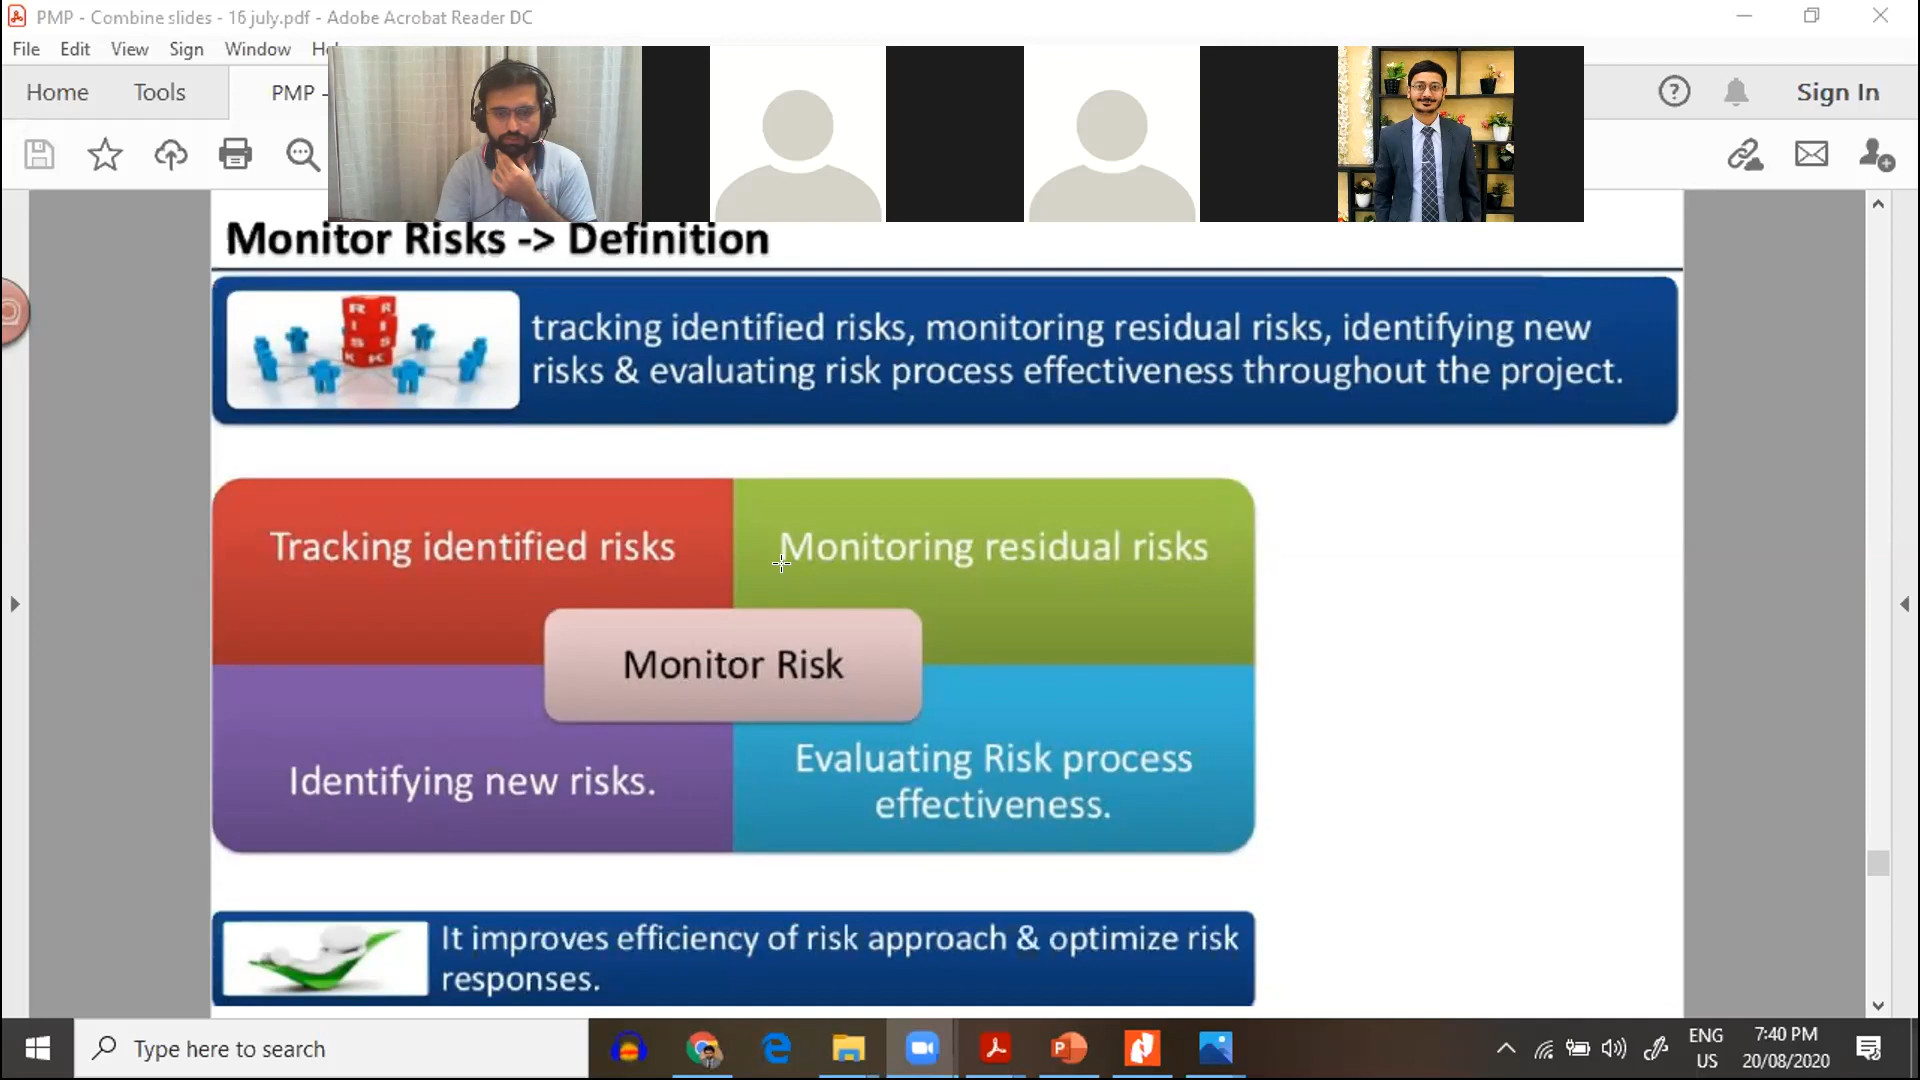 PMP - Combine slides - 16 july.pdf - Adobe Acrobat Reader DC
File Edit View Sign Window
Home Tools PMP - Sign In
Monitor Risks -> Definition
RISK
tracking identified risks, monitoring residual risks, identifying new
risks & evaluating risk process effectiveness throughout the project.
Tracking identified risks
Monitoring residual risks
Monitor Risk
Identifying new risks.
Evaluating Risk process
effectiveness.
It improves efficiency of risk approach & optimize risk
responses.
Type here to search
ENG
US
7:40 PM
20/08/2020